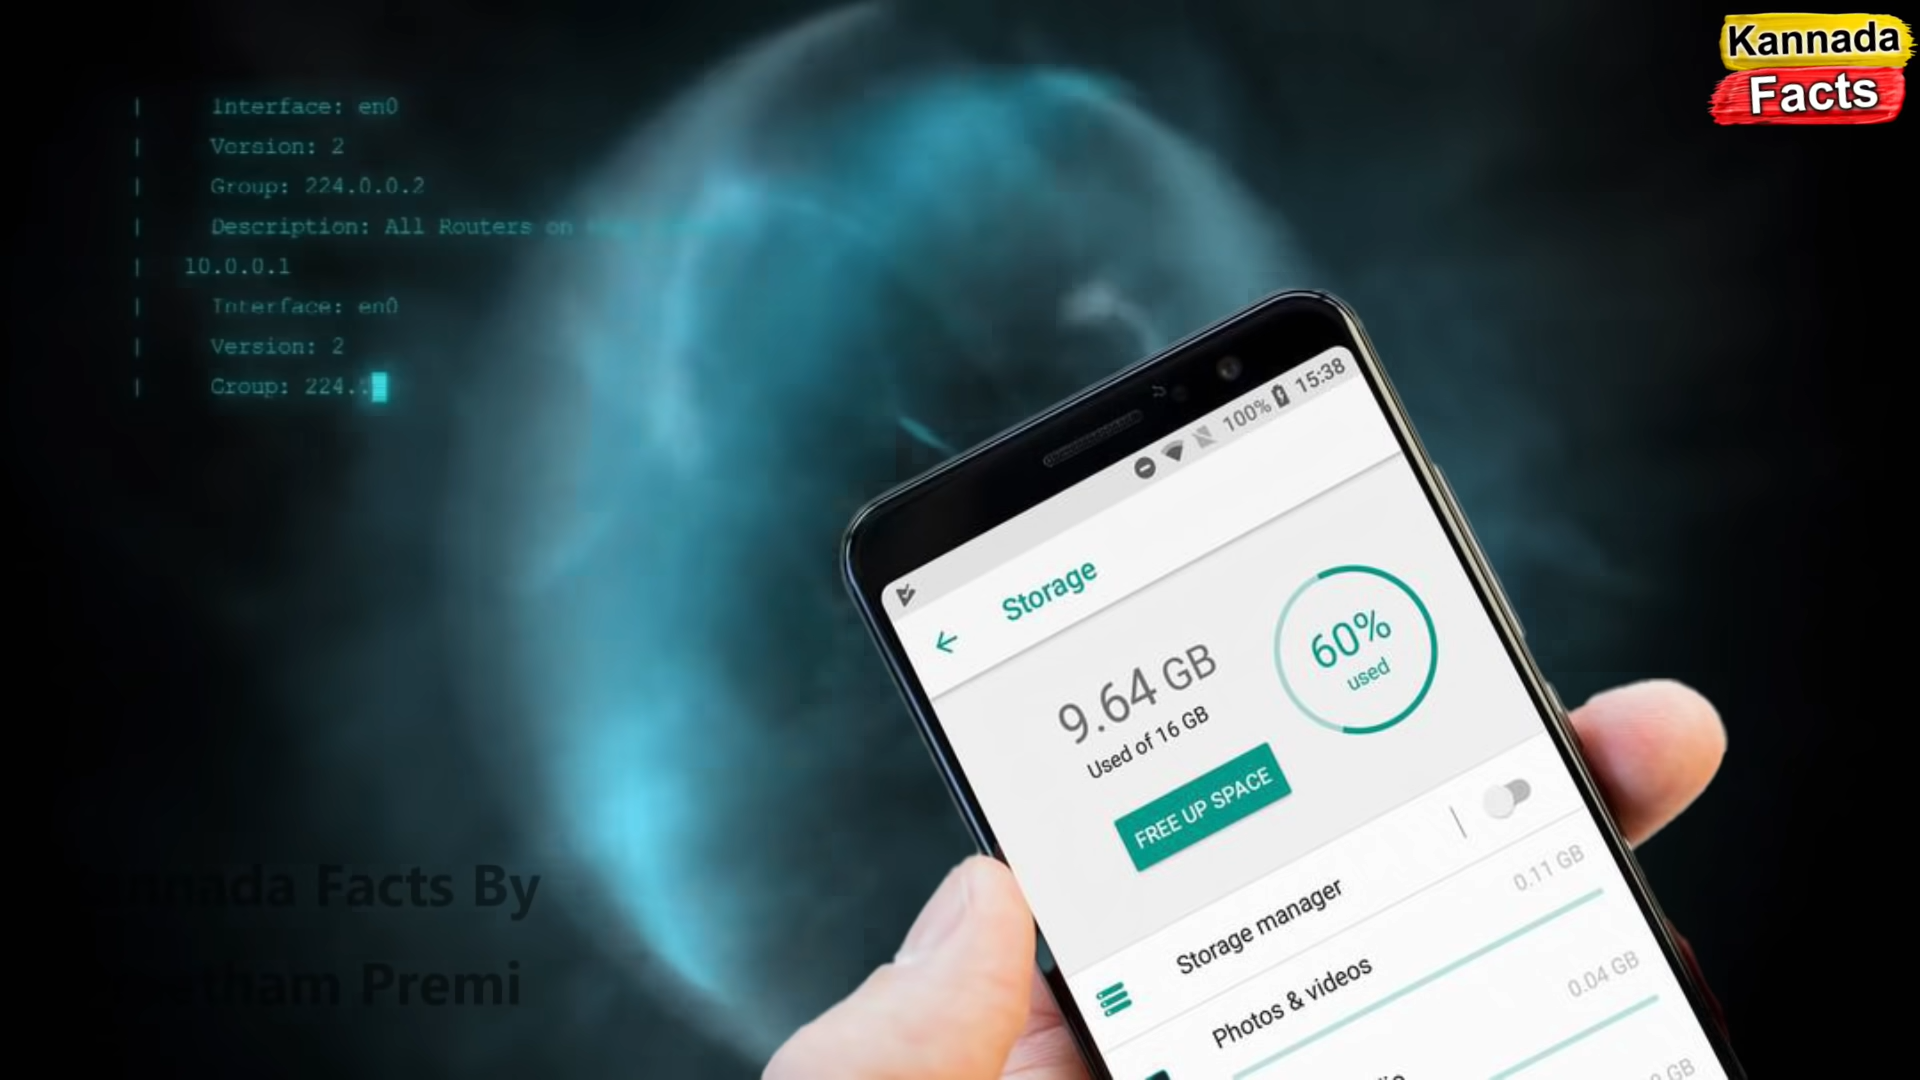 Kannada
Facts
| Interface: en0
| Version: 2
| Group: 224.0.0.2
| Description: All Routers on
| 10.0.0.1
| Interface: en0
| Version: 2
| Group: 224.
100% 15:38
Storage
9.64 GB
Used of 16 GB
60%
used
FREE UP SPACE
Storage manager
Photos & videos
0.11 GB
0.04 GB
GB
Facts By
Premi